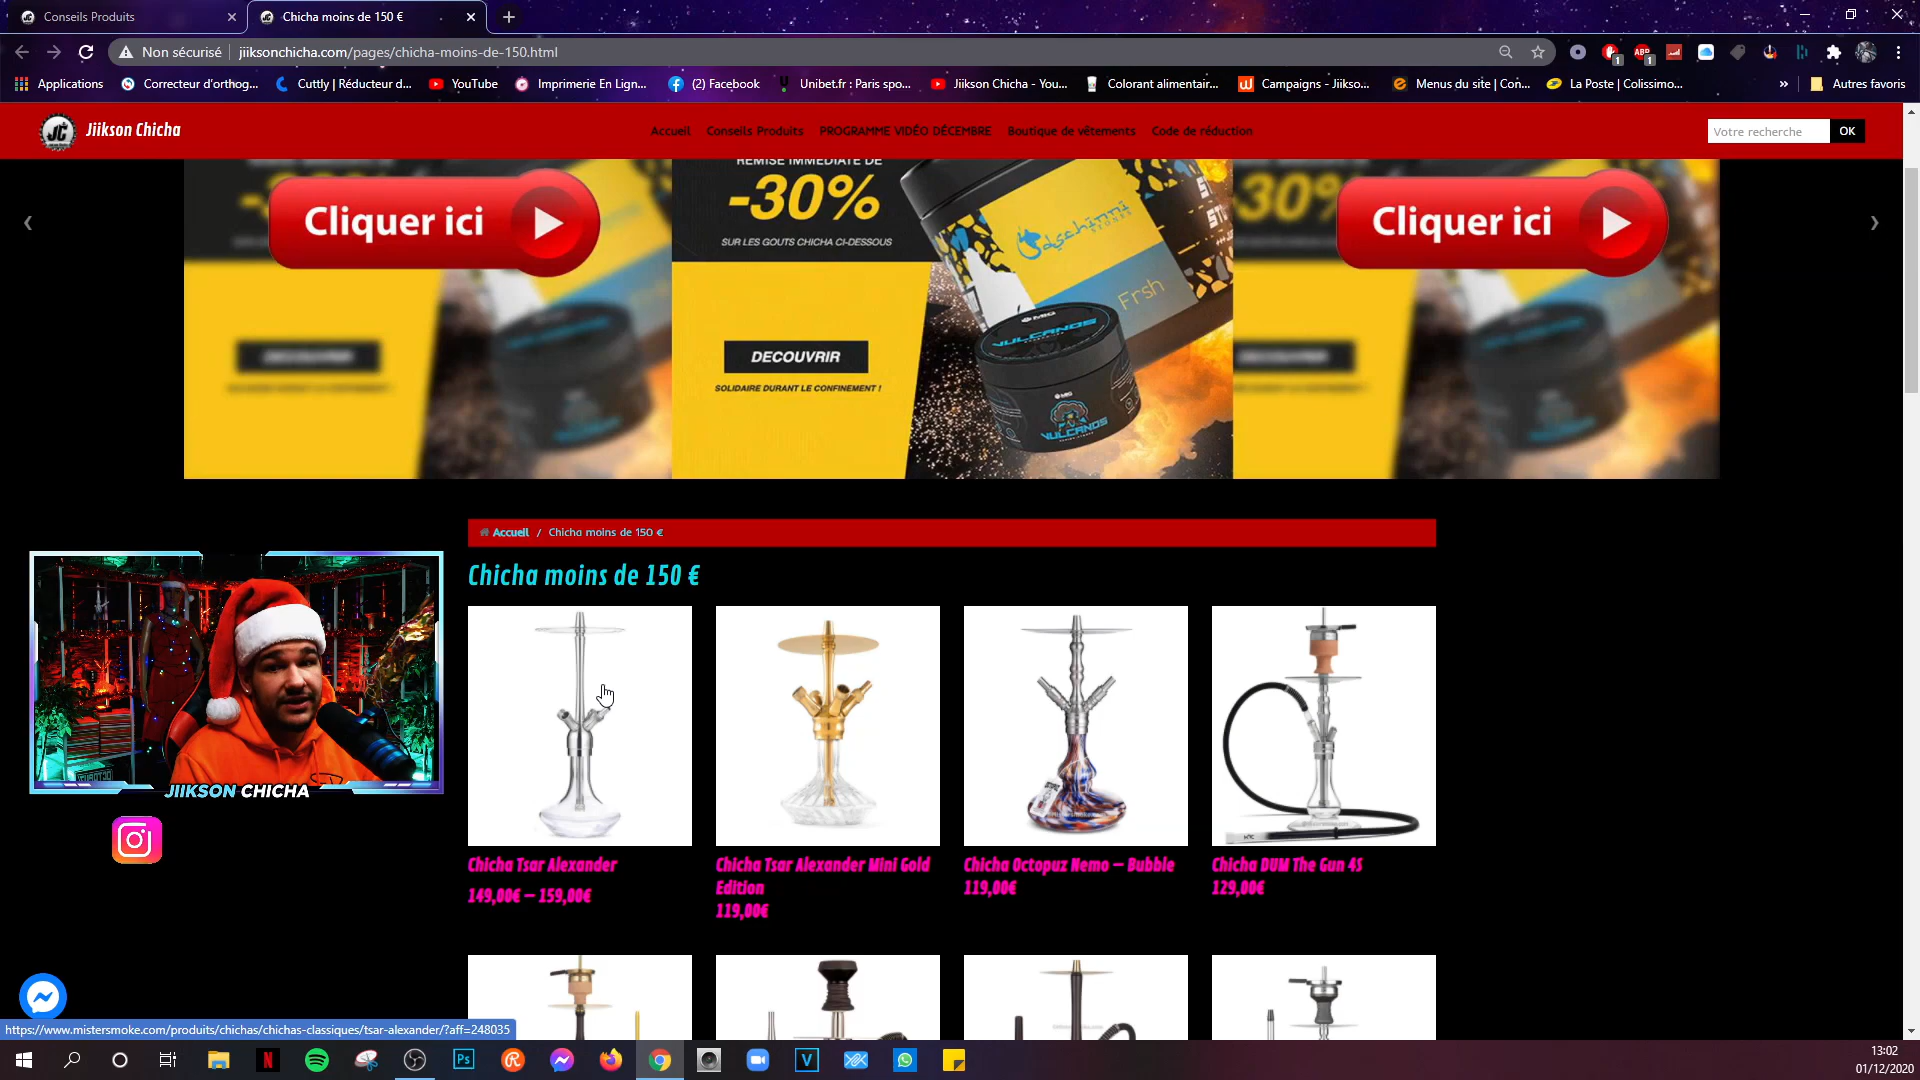 Conseils Produits
Chicha moins de 150 €
Non sécurisé
jiiksonchicha.com/pages/chicha-moins-de-150.html
Applications
Correcteur d'orthog...
Cuttly | Réducteur d...
YouTube
Imprimerie En Lign...
(2) Facebook
Unibet.fr : Paris spo...
Jiikson Chicha - You...
Colorant alimentair...
Campaigns - Jiikso...
Menus du site | Con...
La Poste | Colissimo...
Autres favoris
Jiikson Chicha
Accueil
Conseils Produits
PROGRAMME VIDÉO DÉCEMBRE
Boutique de vêtements
Code de réduction
Votre recherche
OK
REMISE IMMEDIATE DE
-30%
SUR LES GOUTS CHICHA CI-DESSOUS
DECOUVRIR
SOLIDAIRE DURANT LE CONFINEMENT !
Cliquer ici
Cliquer ici
Frsh
MIG
VULCANOS
MIG
VULCANOS
Accueil / Chicha moins de 150 €
Chicha moins de 150 €
JIIKSON CHICHA
Chicha Tsar Alexander
149,00€ – 159,00€
Chicha Tsar Alexander Mini Gold
Edition
119,00€
Chicha Octopuz Nemo – Bubble
119,00€
Chicha DUM The Gun 4S
129,00€
https://www.mistersmoke.com/produits/chichas/chichas-classiques/tsar-alexander/?aff=248035
13:02
01/12/2020